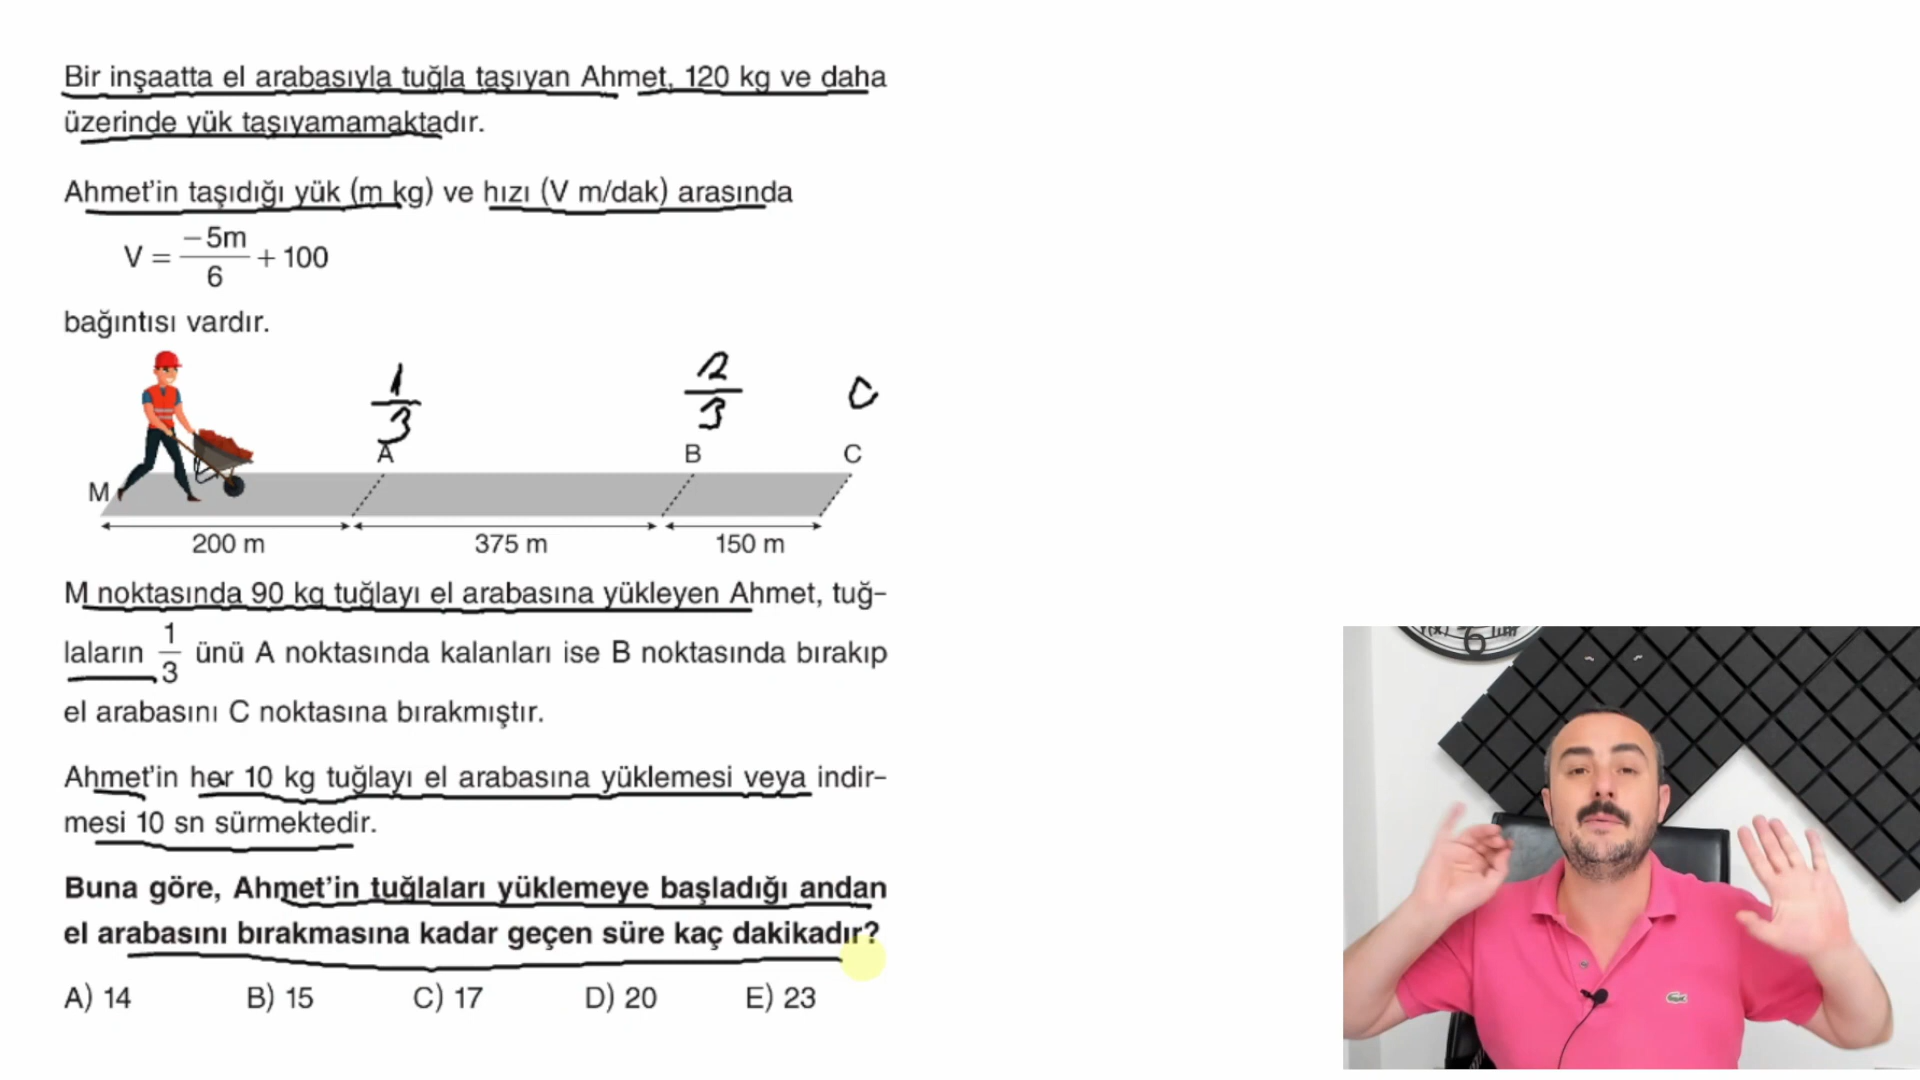 Bir inşaatta el arabasıyla tuğla taşıyan Ahmet, 120 kg ve daha
üzerinde yük taşıyamamaktadır.
Ahmet'in taşıdığı yük (m kg) ve hızı (V m/dak) arasında
V = −5m/6 + 100
bağıntısı vardır.
1/3
2/3
C
A
B
C
M
200 m
375 m
150 m
M noktasında 90 kg tuğlayı el arabasına yükleyen Ahmet, tuğ-
laların 1/3 ünü A noktasında kalanları ise B noktasında bırakıp
el arabasını C noktasına bırakmıştır.
Ahmet'in her 10 kg tuğlayı el arabasına yüklemesi veya indir-
mesi 10 sn sürmektedir.
Buna göre, Ahmet'in tuğlaları yüklemeye başladığı andan
el arabasını bırakmasına kadar geçen süre kaç dakikadır?
A) 14 B) 15 C) 17 D) 20 E) 23